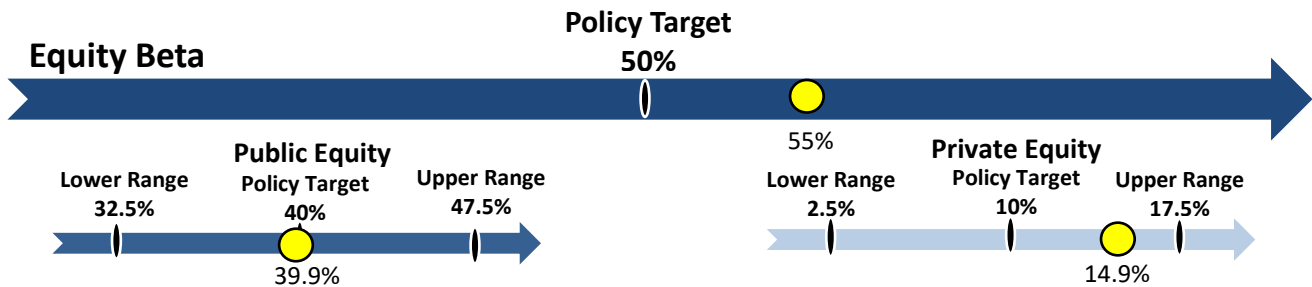 Policy Target
50%
Equity Beta
55%
Public Equity
Lower Range
Policy Target
Upper Range
32.5%
40%
47.5%
39.9%
Private Equity
Lower Range
Policy Target
Upper Range
2.5%
10%
17.5%
14.9%